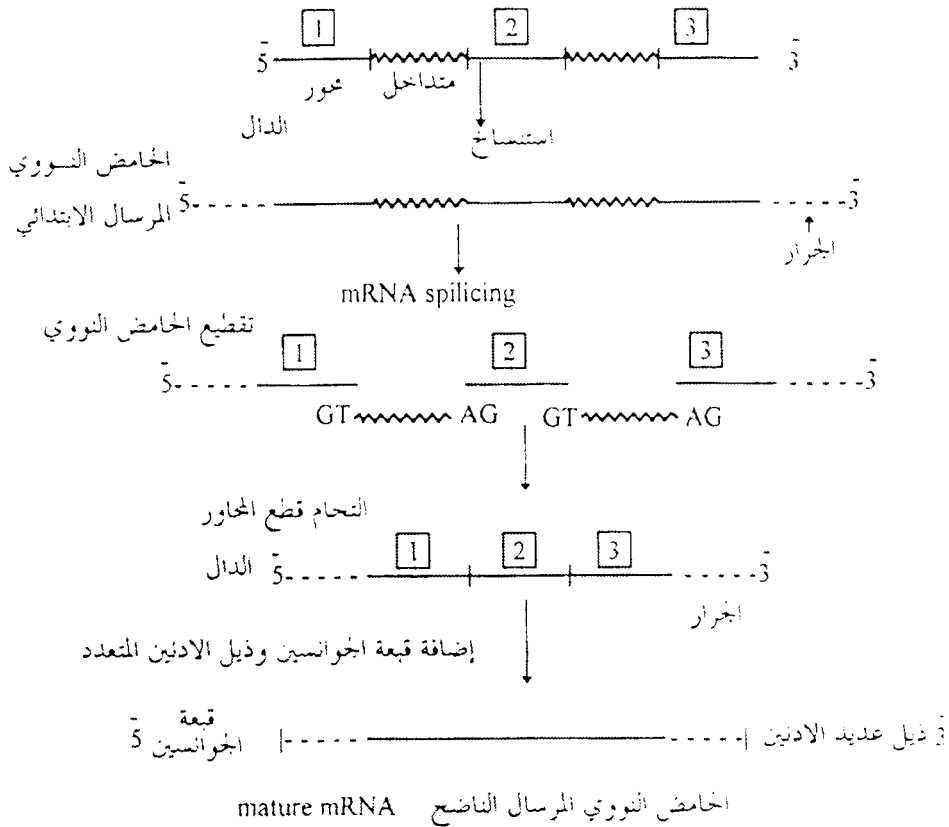 1 2 3
5̄ 3̄
محور متداخل
الدال
استنساخ
الحامض النووي
المرسال الابتدائي 5̄ 3̄
الجرار
mRNA spilicing
تقطيع الحامض النووي
1 2 3
5̄ 3̄
GT AG GT AG
التحام قطع المحاور
1 2 3
الدال 5̄ 3̄
الجرار
إضافة قبعة الجوانسين وذيل الادنين المتعدد
5̄ قبعة
الجوانسين
ذيل عديد الادنين 3̄
الحامض النووي المرسال الناضج mature mRNA